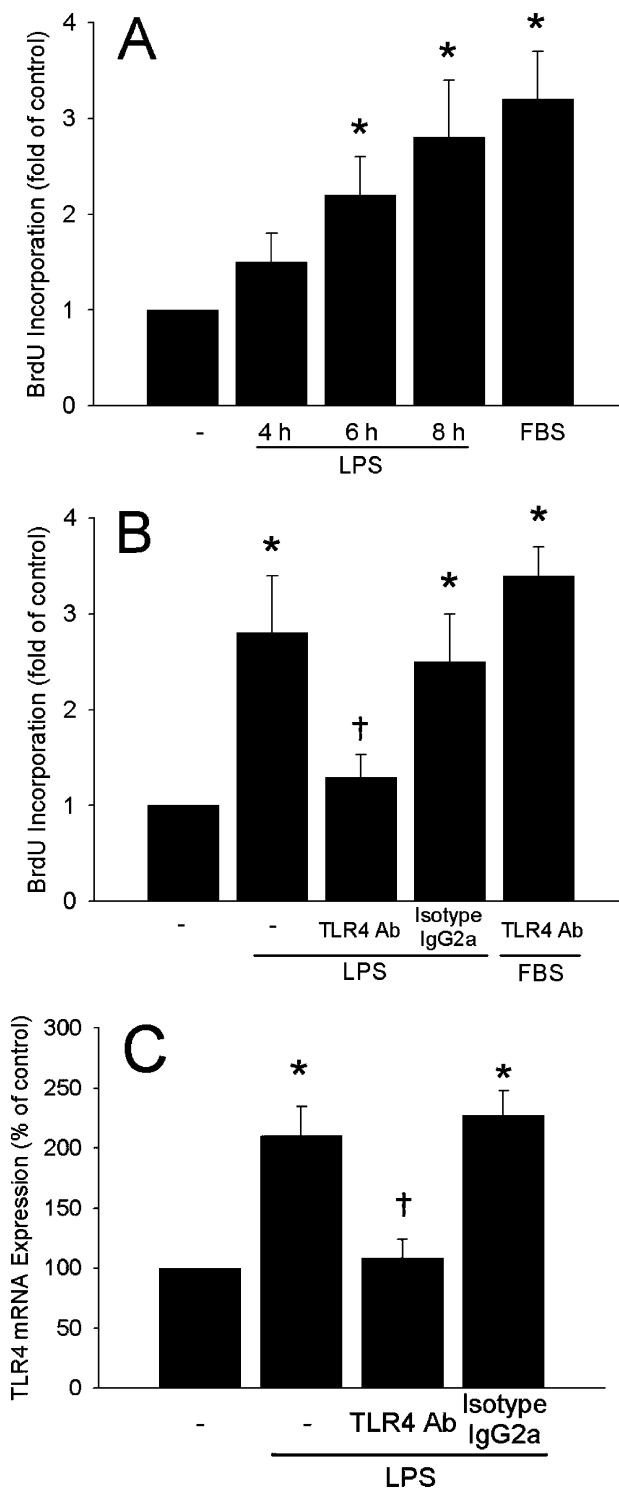 A
BrdU Incorporation (fold of control)
4
3
2
1
0
* * *
- 4 h 6 h 8 h FBS
LPS
B
BrdU Incorporation (fold of control)
4
3
2
1
0
* † * *
- - TLR4 Ab Isotype IgG2a TLR4 Ab
LPS FBS
C
TLR4 mRNA Expression (% of control)
300
250
200
150
100
50
0
* † *
- - TLR4 Ab Isotype IgG2a
LPS